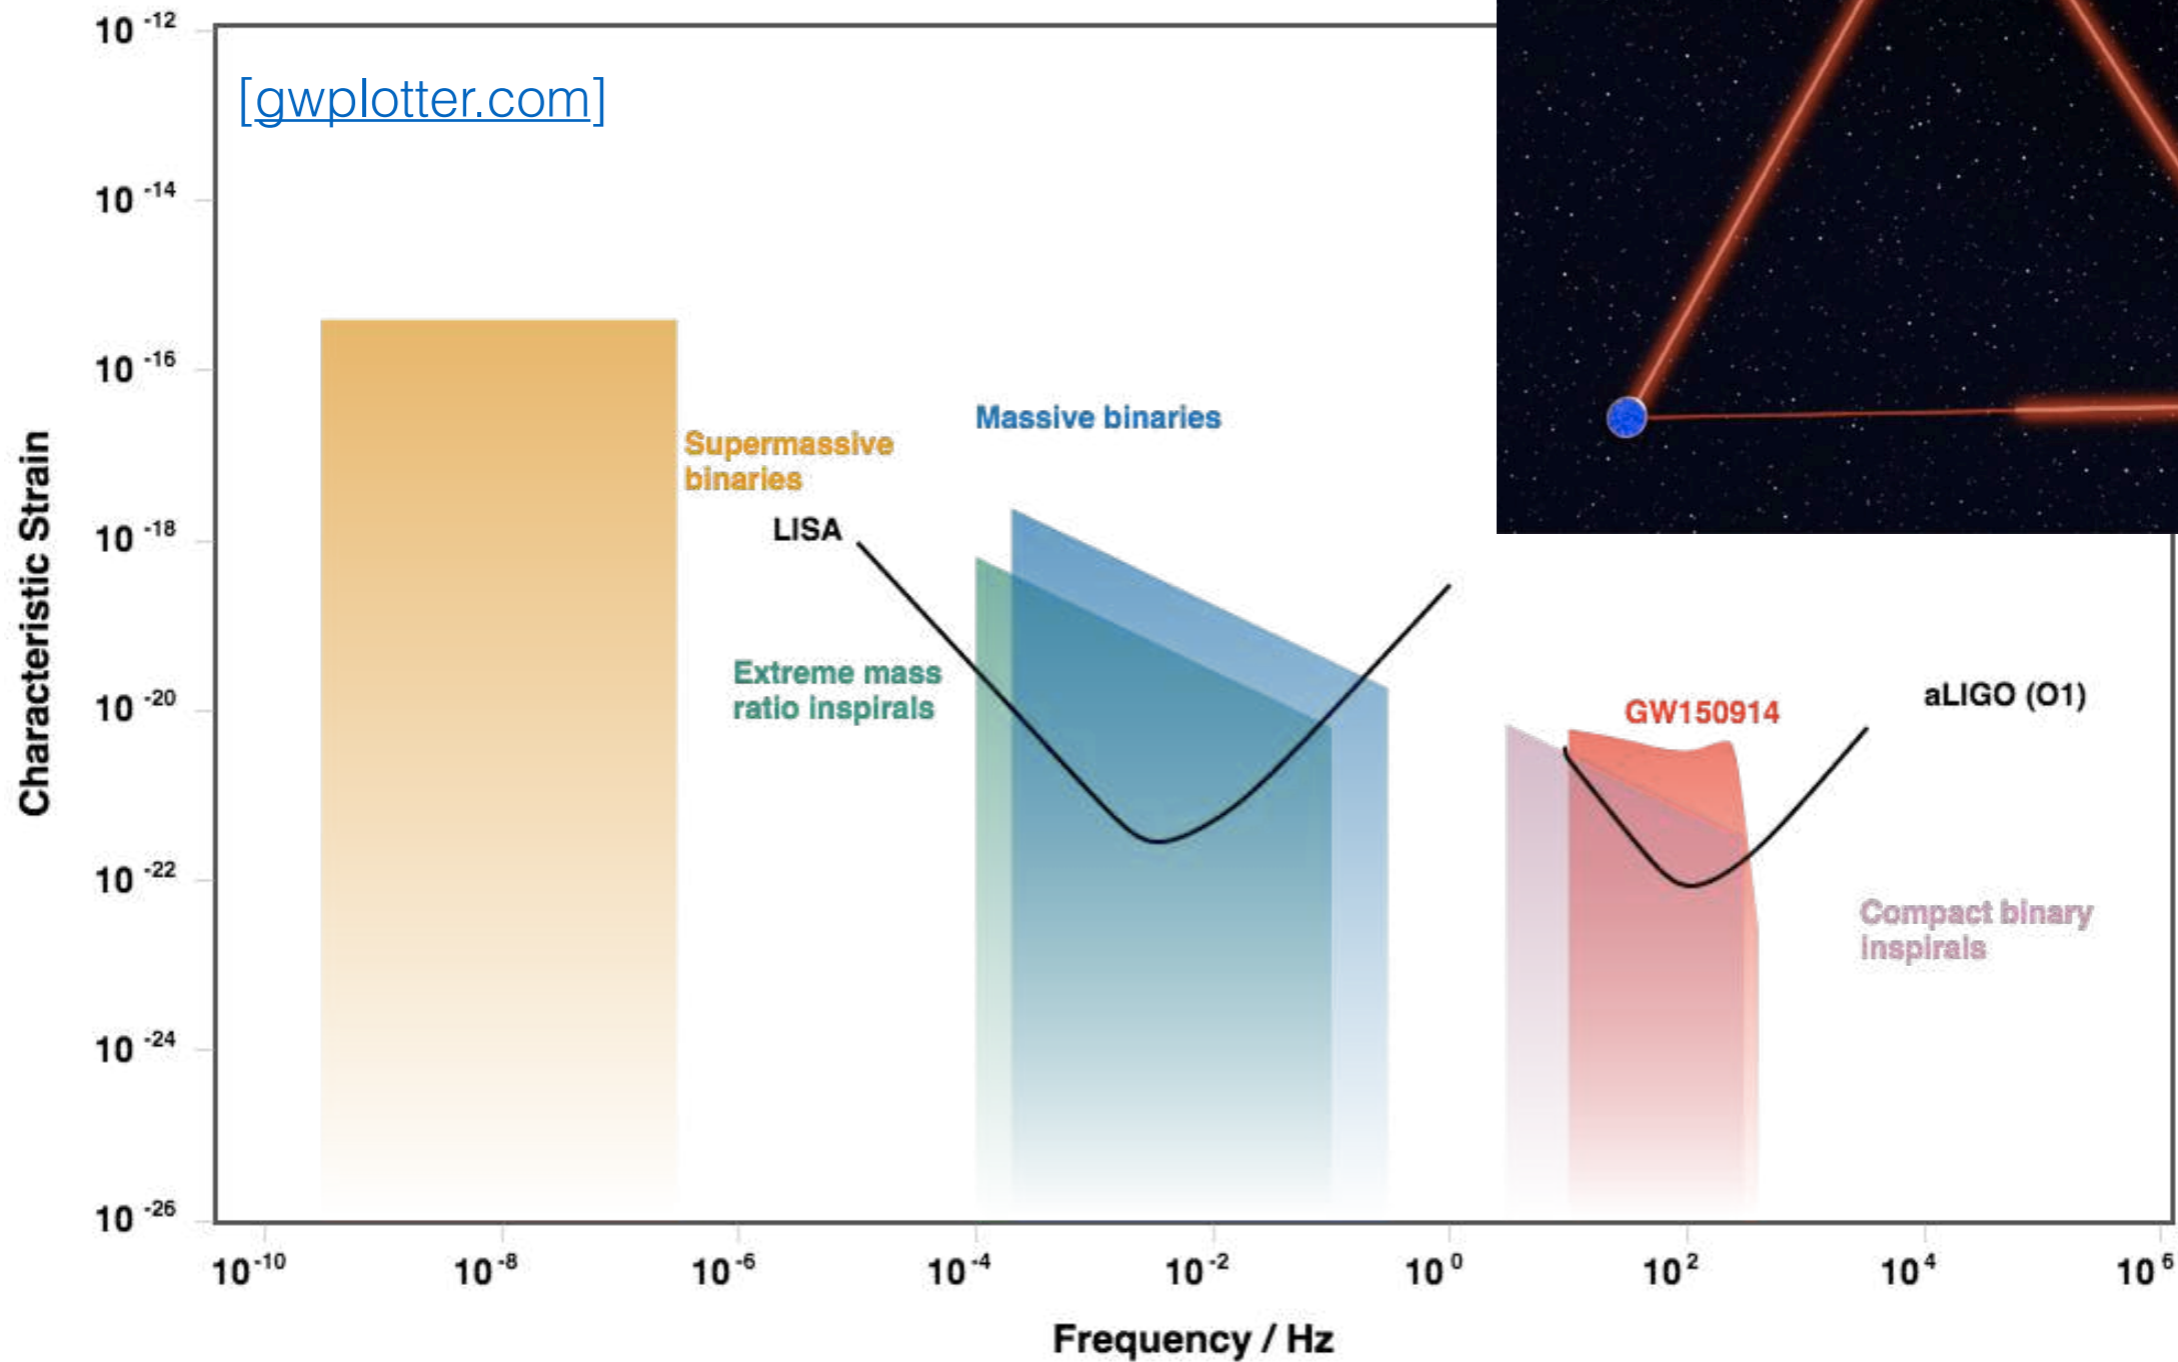 10 -12
[gwplotter.com]
10 -14
10 -16
Massive binaries
Supermassive
binaries
10 -18
LISA
Characteristic Strain
Extreme mass
ratio inspirals
10 -20
GW150914
aLIGO (O1)
10 -22
Compact binary
inspirals
10 -24
10 -26
10 -10
10 -8
10 -6
10 -4
10 -2
10 0
10 2
10 4
10 6
Frequency / Hz